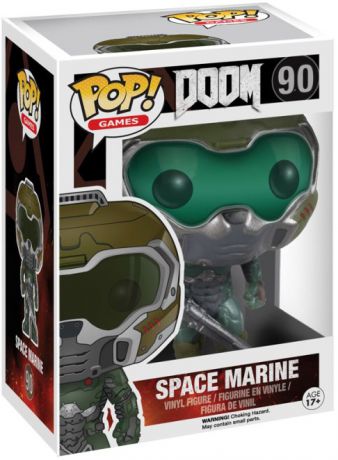 POP!
GAMES
DOOM
90
SPACE MARINE
90
SPACE MARINE
VINYL FIGURE / FIGURINE EN VINYLE /
FIGURA DE VINIL
WARNING! Choking Hazard.
May contain small parts.
AGE
17+